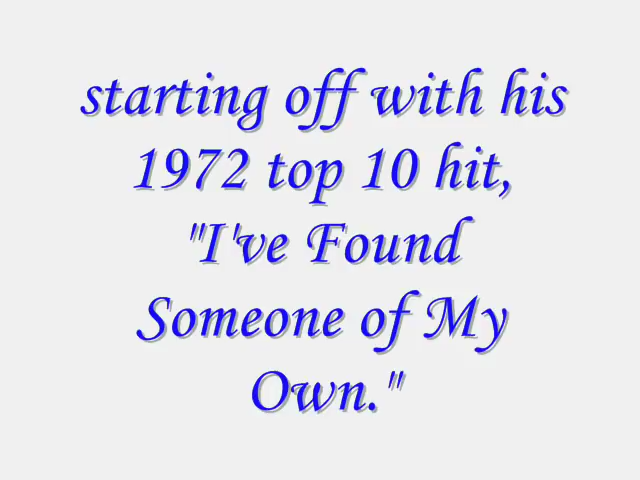 starting off with his
1972 top 10 hit,
"I've Found
Someone of My
Own."